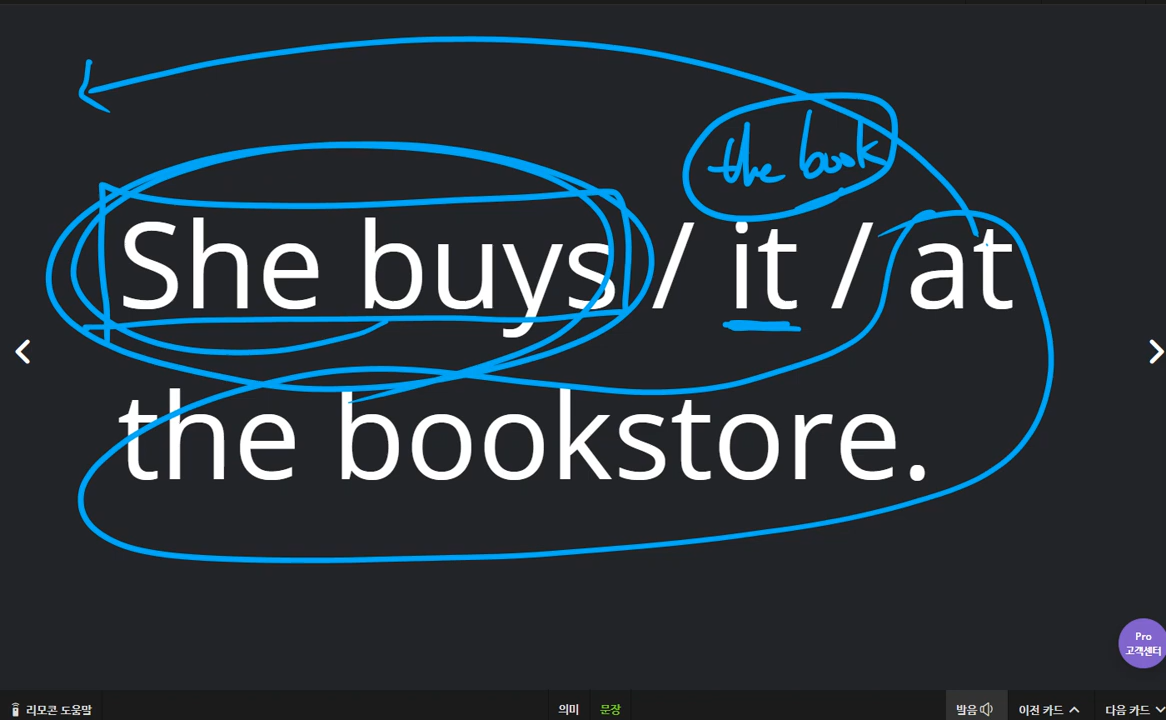 the book
She buys / it / at
the bookstore.
Pro
고객센터
리모콘 도움말
의미
문장
발음
이전 카드
다음 카드